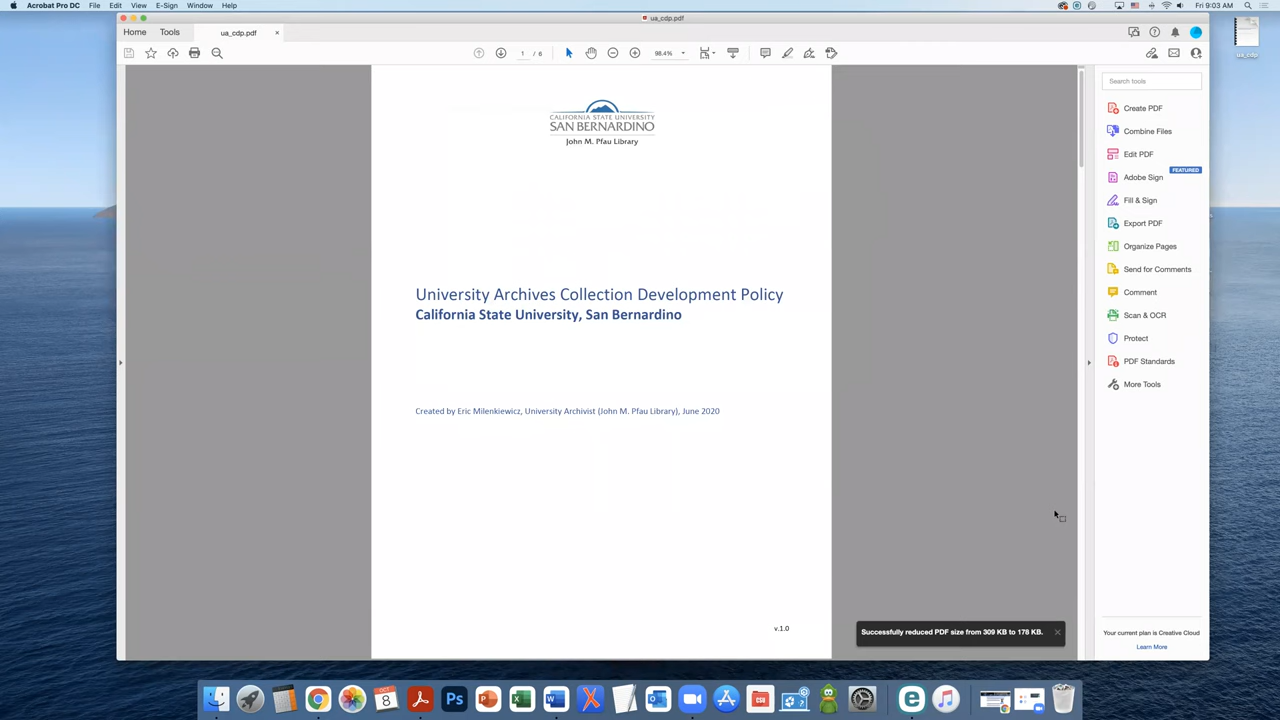 Acrobat Pro DC File Edit View E-Sign Window Help Fri 9:03 AM
ua_cdp.pdf
Home Tools ua_cdp.pdf ×
1 / 6 98.4%
ua_cdp
Search tools
CALIFORNIA STATE UNIVERSITY
SAN BERNARDINO
John M. Pfau Library
University Archives Collection Development Policy
California State University, San Bernardino
Created by Eric Milenkiewicz, University Archivist (John M. Pfau Library), June 2020
v.1.0
Create PDF
Combine Files
Edit PDF
FEATURED
Adobe Sign
Fill & Sign
Export PDF
Organize Pages
Send for Comments
Comment
Scan & OCR
Protect
PDF Standards
More Tools
Successfully reduced PDF size from 309 KB to 178 KB. ×
Your current plan is Creative Cloud
Learn More
OCT
8
Ps
CSI